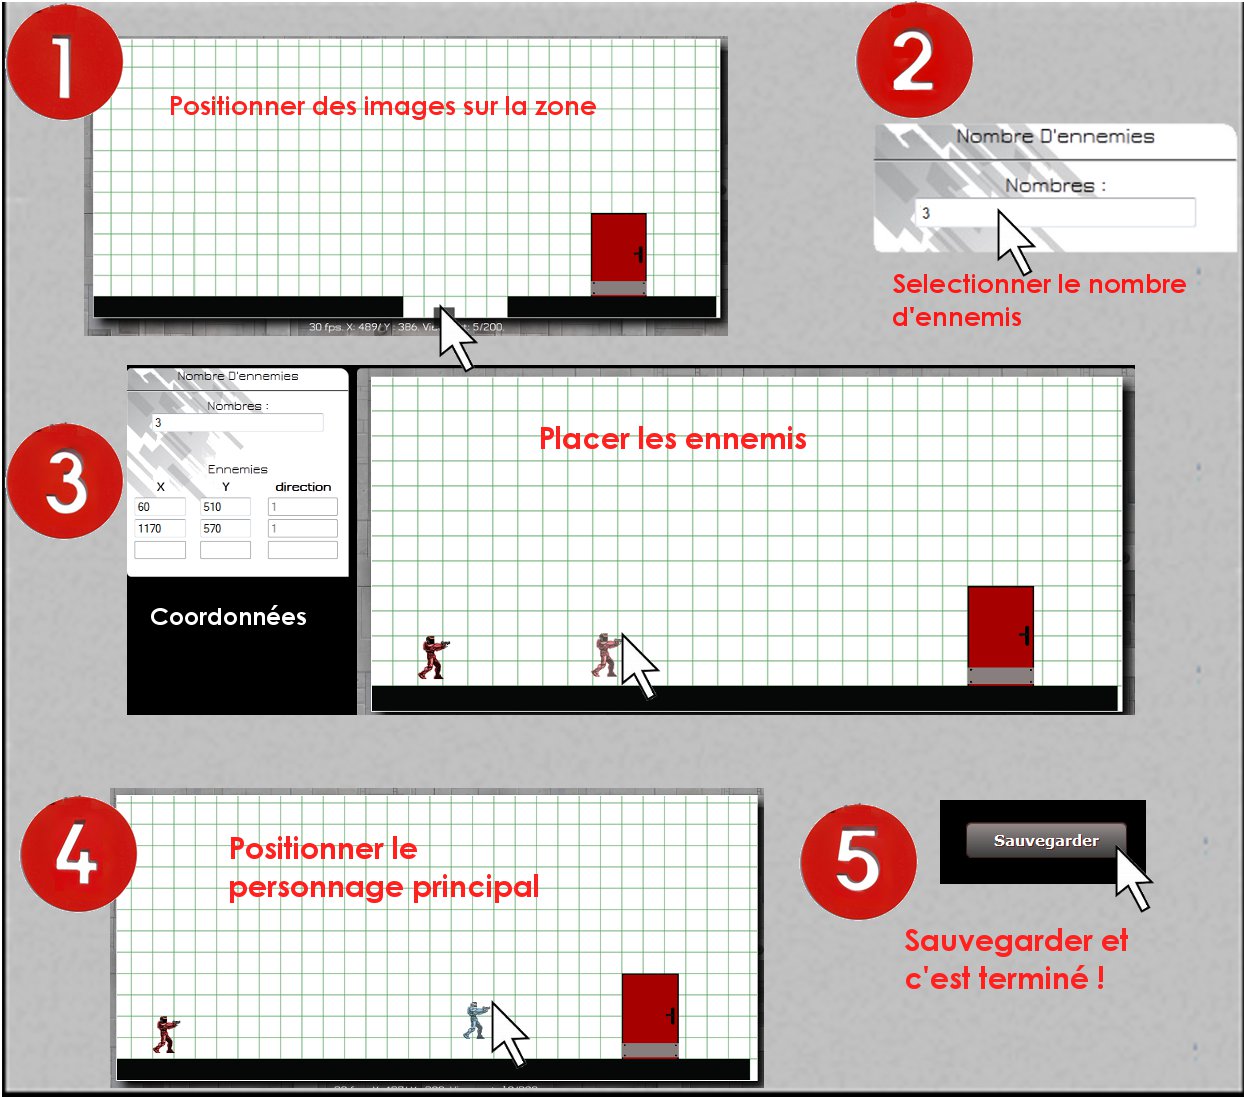 1
Positionner des images sur la zone
30 fps. X: 489/ Y : 386. Vie t: 5/200.
2
Nombre D'ennemies
Nombres :
3
Selectionner le nombre
d'ennemis
3
Nombre D'ennemies
Nombres :
3
Ennemies
X Y direction
60 510 1
1170 570 1
Coordonnées
Placer les ennemis
4
Positionner le
personnage principal
5
Sauvegarder
Sauvegarder et
c'est terminé !